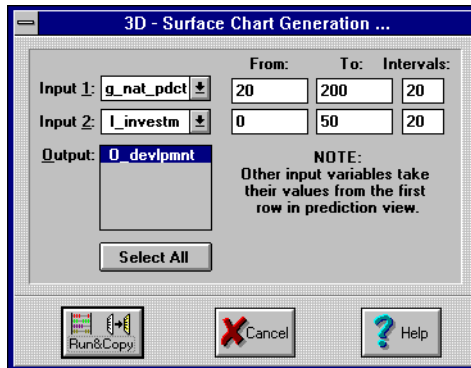 3D - Surface Chart Generation ...
From: To: Intervals:
Input 1: g_nat_pdct 20 200 20
Input 2: I_investm 0 50 20
Output: O_devlpmnt
NOTE:
Other input variables take
their values from the first
row in prediction view.
Select All
Run&Copy Cancel Help